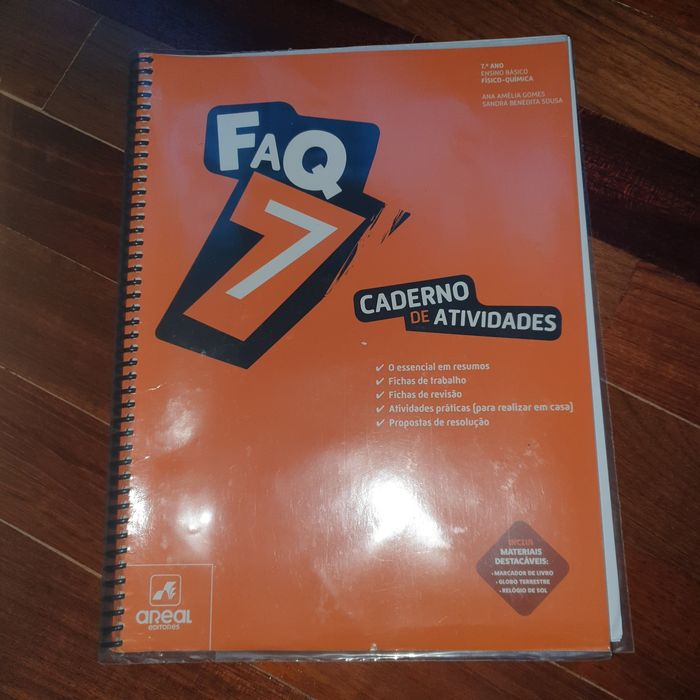 7.º ANO
ENSINO BÁSICO
FÍSICO-QUÍMICA
ANA AMÉLIA GOMES
SANDRA BENEDITA SOUSA
FAQ
7
CADERNO
DE ATIVIDADES
✓ O essencial em resumos
✓ Fichas de trabalho
✓ Fichas de revisão
✓ Atividades práticas (para realizar em casa)
✓ Propostas de resolução
INCLUI
MATERIAIS
DESTACÁVEIS:
• MARCADOR DE LIVRO
• GLOBO TERRESTRE
• RELÓGIO DE SOL
AREAL
EDITORES